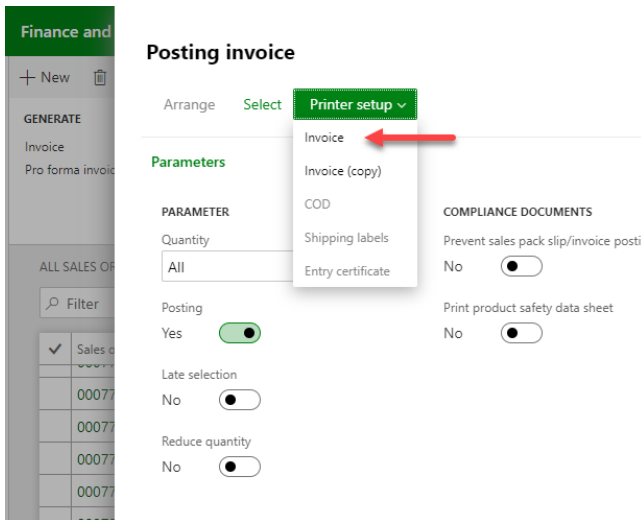 Finance and
New
GENERATE
Invoice
Pro forma invoic
ALL SALES OR
Filter
Sales o
00077
00077
00077
00077
Posting invoice
Arrange Select Printer setup
Invoice
Invoice (copy)
COD
Shipping labels
Entry certificate
Parameters
PARAMETER
Quantity
All
Posting
Yes
Late selection
No
Reduce quantity
No
COMPLIANCE DOCUMENTS
Prevent sales pack slip/invoice posti
No
Print product safety data sheet
No